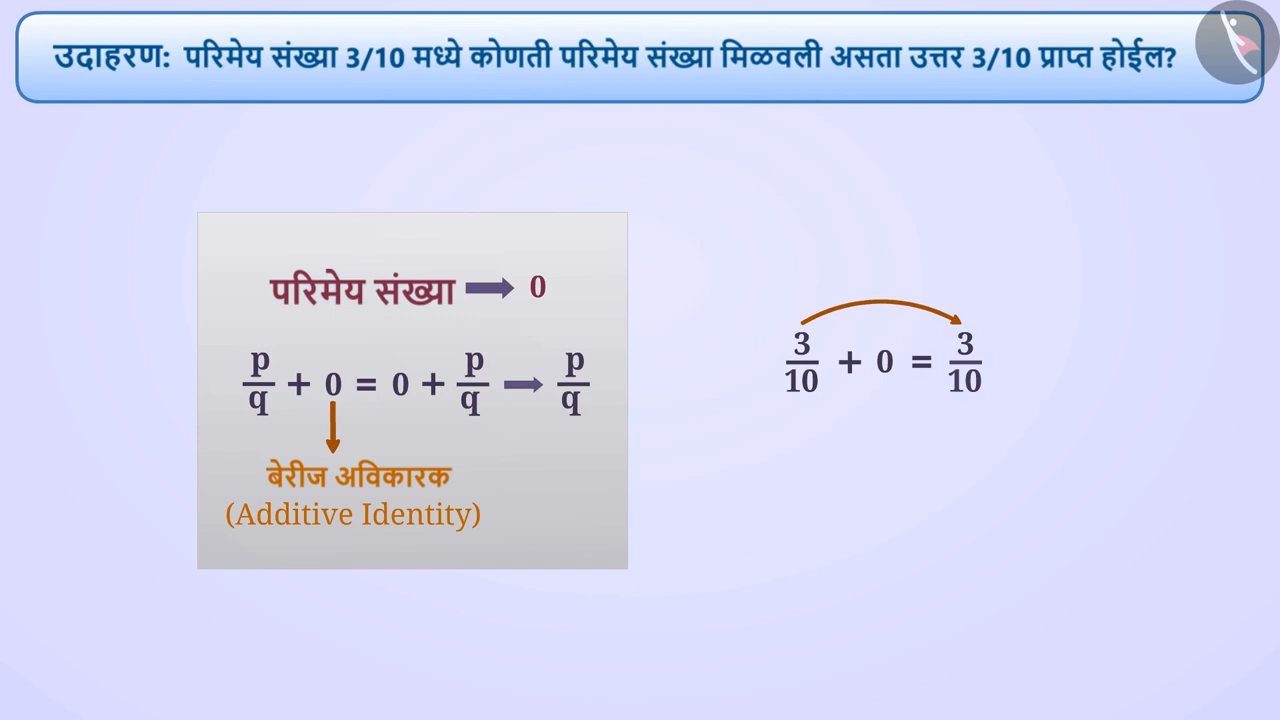 उदाहरण: परिमेय संख्या 3/10 मध्ये कोणती परिमेय संख्या मिळवली असता उत्तर 3/10 प्राप्त होईल?
परिमेय संख्या ➡ 0
p/q + 0 = 0 + p/q ➡ p/q
बेरीज अविकारक
(Additive Identity)
3/10 + 0 = 3/10